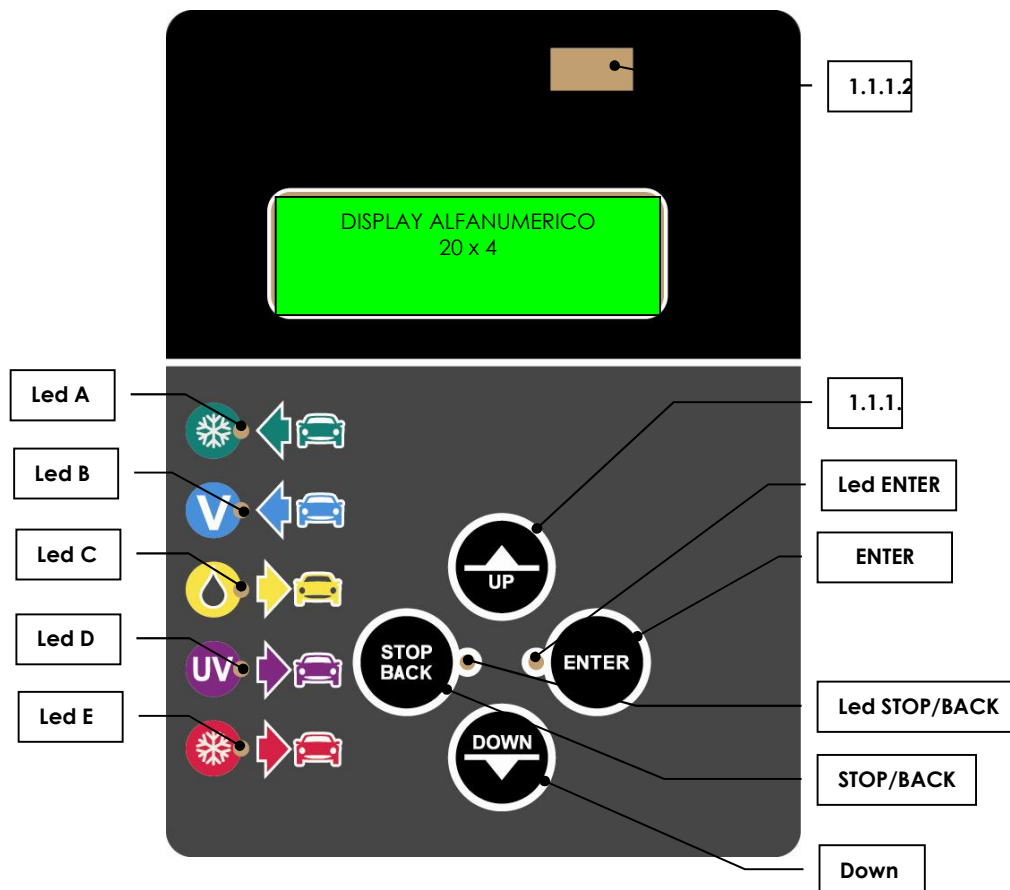 1.1.1.2
DISPLAY ALFANUMERICO
20 x 4
Led A
1.1.1.
Led B
Led ENTER
V
Led C
ENTER
UP
Led D
UV
STOP
BACK
ENTER
Led E
Led STOP/BACK
DOWN
STOP/BACK
Down